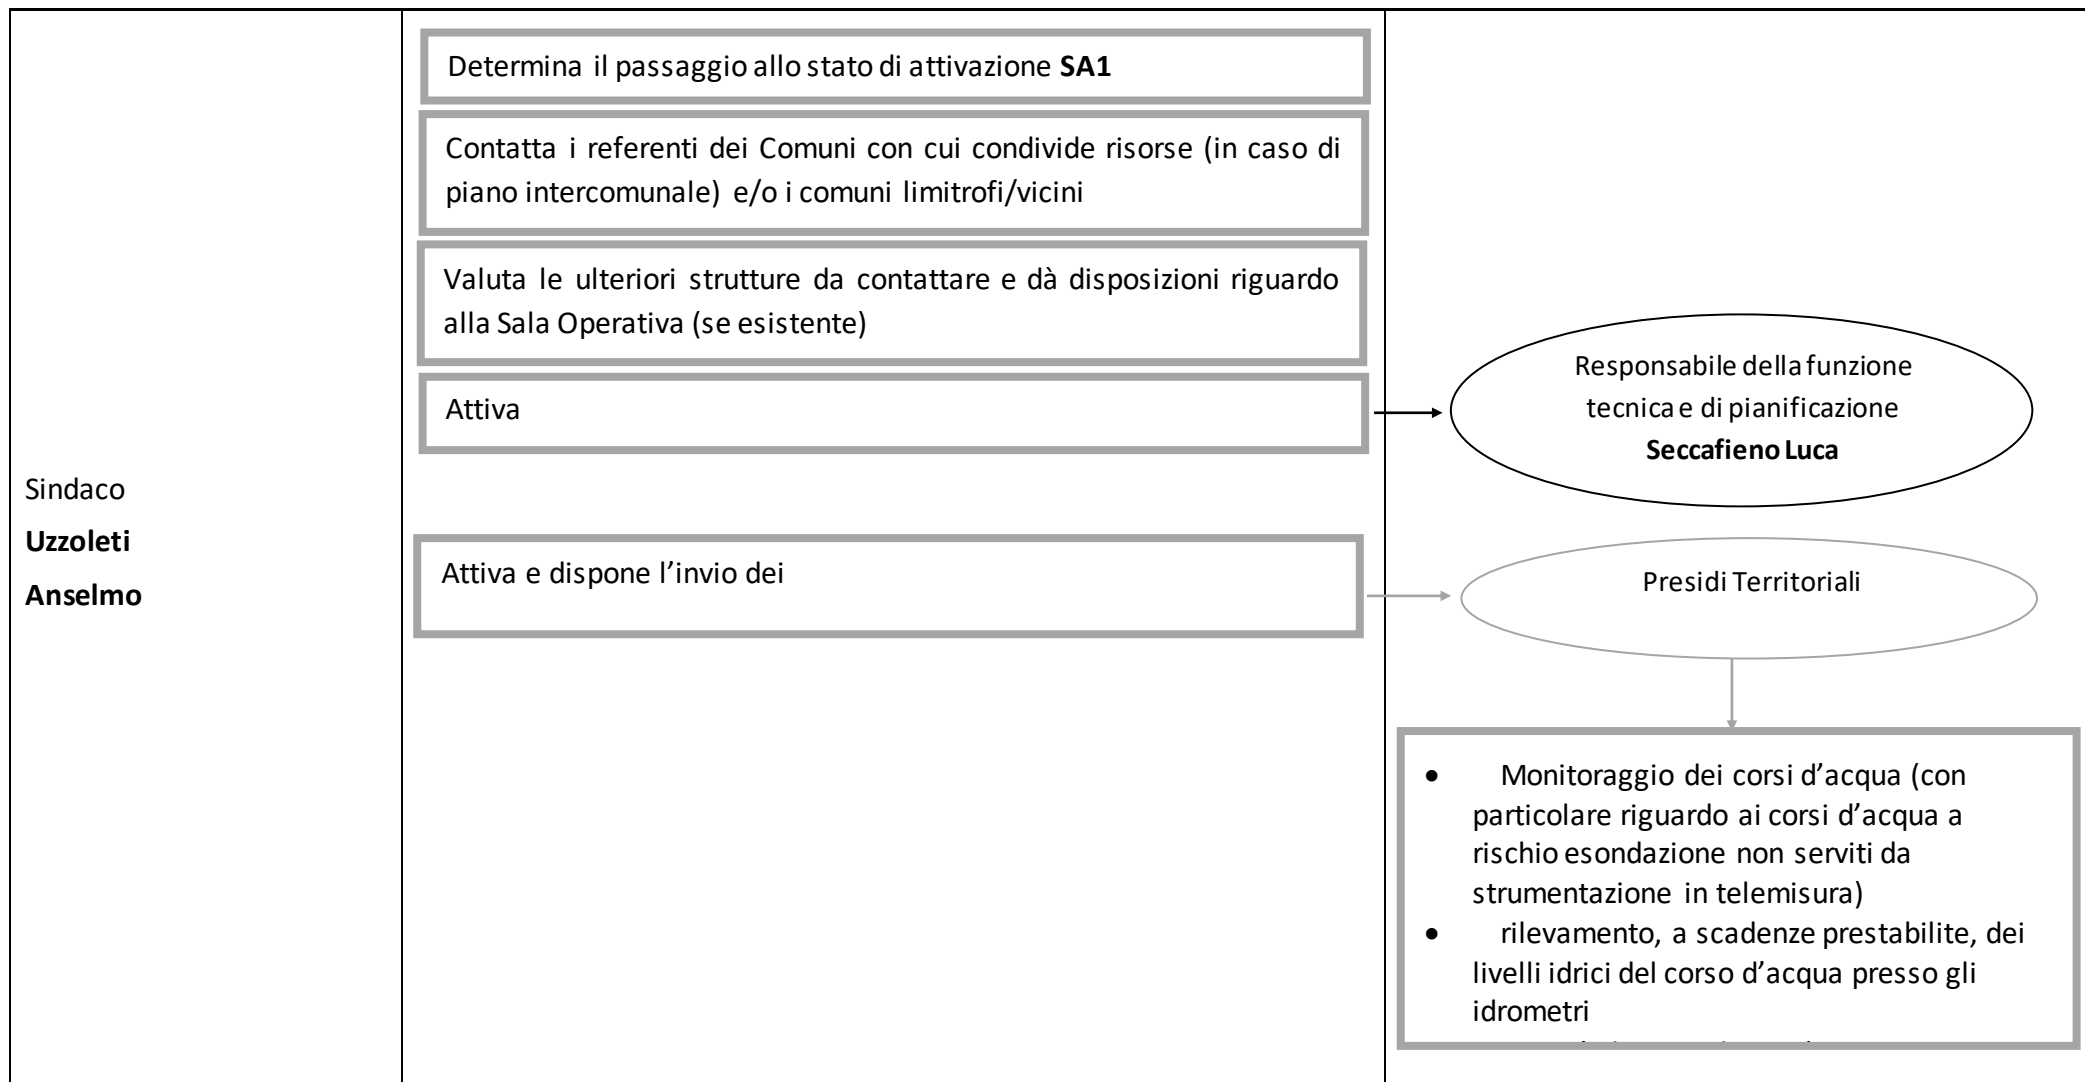 Sindaco
Uzzoleti
Anselmo
Determina il passaggio allo stato di attivazione SA1
Contatta i referenti dei Comuni con cui condivide risorse (in caso di
piano intercomunale) e/o i comuni limitrofi/vicini
Valuta le ulteriori strutture da contattare e dà disposizioni riguardo
alla Sala Operativa (se esistente)
Attiva
Attiva e dispone l’invio dei
Responsabile della funzione
tecnica e di pianificazione
Seccafieno Luca
Presidi Territoriali
• Monitoraggio dei corsi d’acqua (con
particolare riguardo ai corsi d’acqua a
rischio esondazione non serviti da
strumentazione in telemisura)
• rilevamento, a scadenze prestabilite, dei
livelli idrici del corso d’acqua presso gli
idrometri